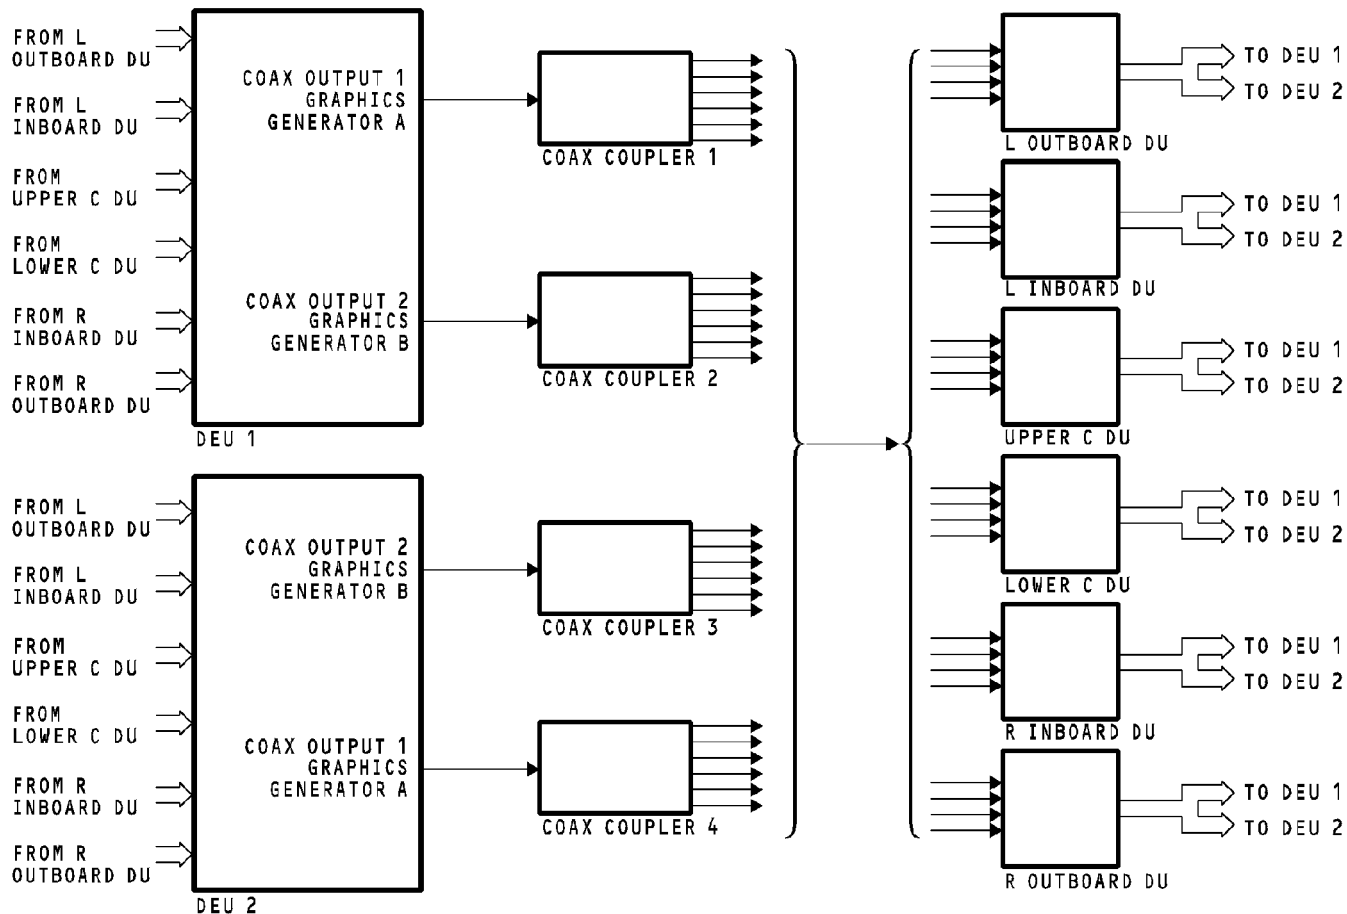 FROM L
OUTBOARD DU
FROM L
INBOARD DU
FROM
UPPER C DU
FROM
LOWER C DU
FROM R
INBOARD DU
FROM R
OUTBOARD DU
COAX OUTPUT 1
GRAPHICS
GENERATOR A
COAX OUTPUT 2
GRAPHICS
GENERATOR B
DEU 1
FROM L
OUTBOARD DU
FROM L
INBOARD DU
FROM
UPPER C DU
FROM
LOWER C DU
FROM R
INBOARD DU
FROM R
OUTBOARD DU
COAX OUTPUT 2
GRAPHICS
GENERATOR B
COAX OUTPUT 1
GRAPHICS
GENERATOR A
DEU 2
COAX COUPLER 1
COAX COUPLER 2
COAX COUPLER 3
COAX COUPLER 4
TO DEU 1
TO DEU 2
L OUTBOARD DU
TO DEU 1
TO DEU 2
L INBOARD DU
TO DEU 1
TO DEU 2
UPPER C DU
TO DEU 1
TO DEU 2
LOWER C DU
TO DEU 1
TO DEU 2
R INBOARD DU
TO DEU 1
TO DEU 2
R OUTBOARD DU